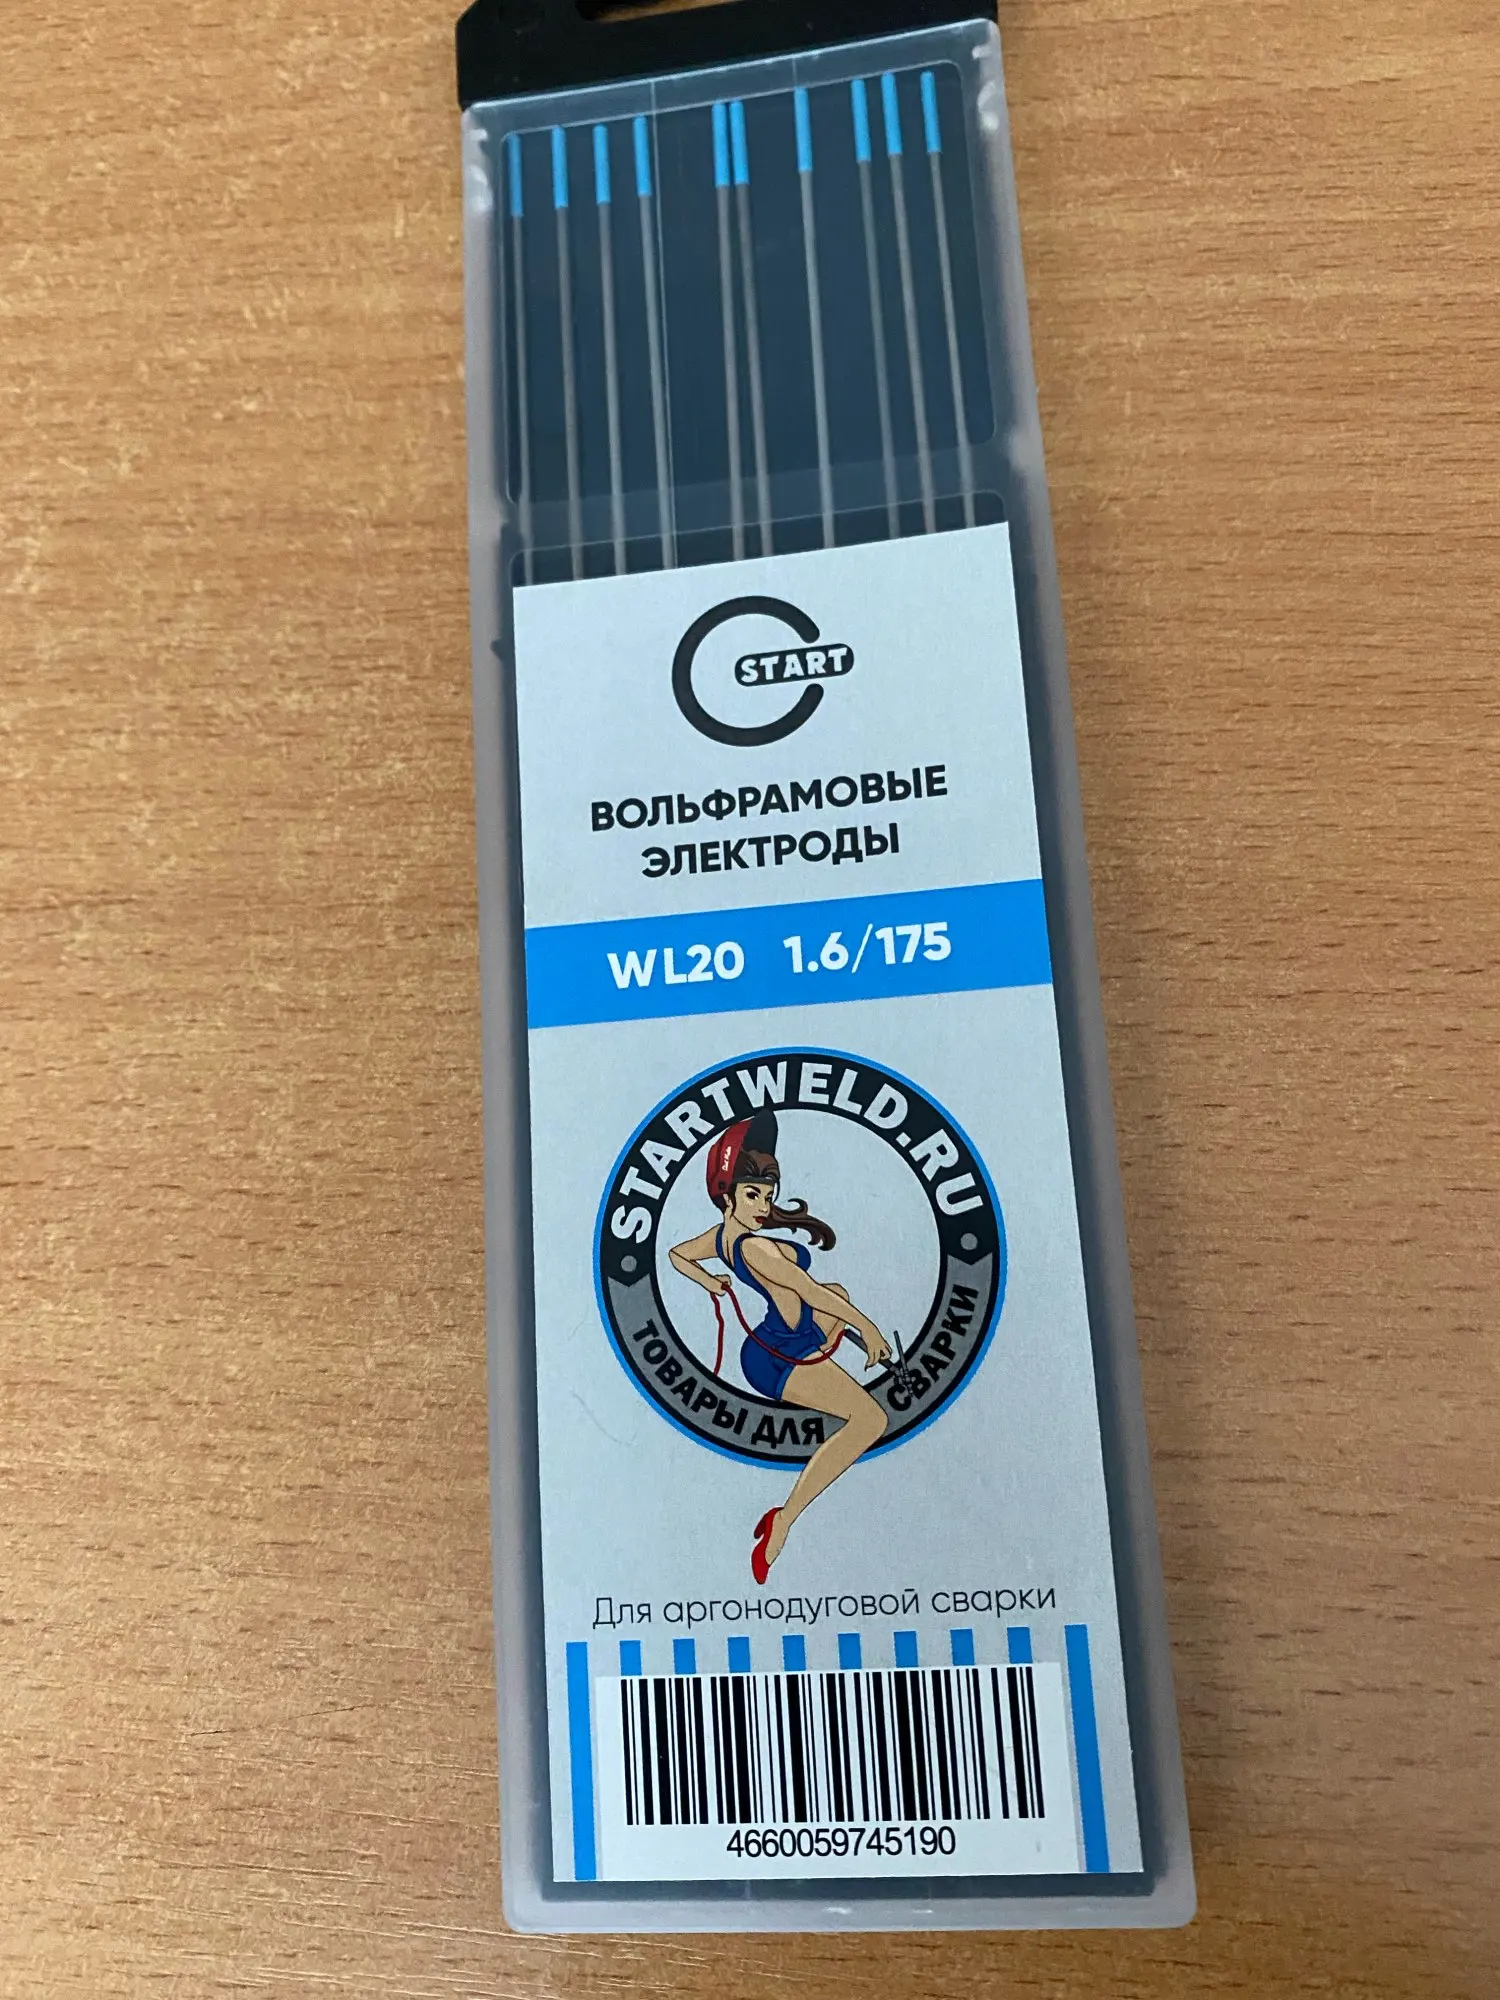 START
ВОЛЬФРАМОВЫЕ
ЭЛЕКТРОДЫ
WL20 1.6/175
STARTWELD.RU
ТОВАРЫ ДЛЯ СВАРКИ
Для аргонодуговой сварки
4660059745190